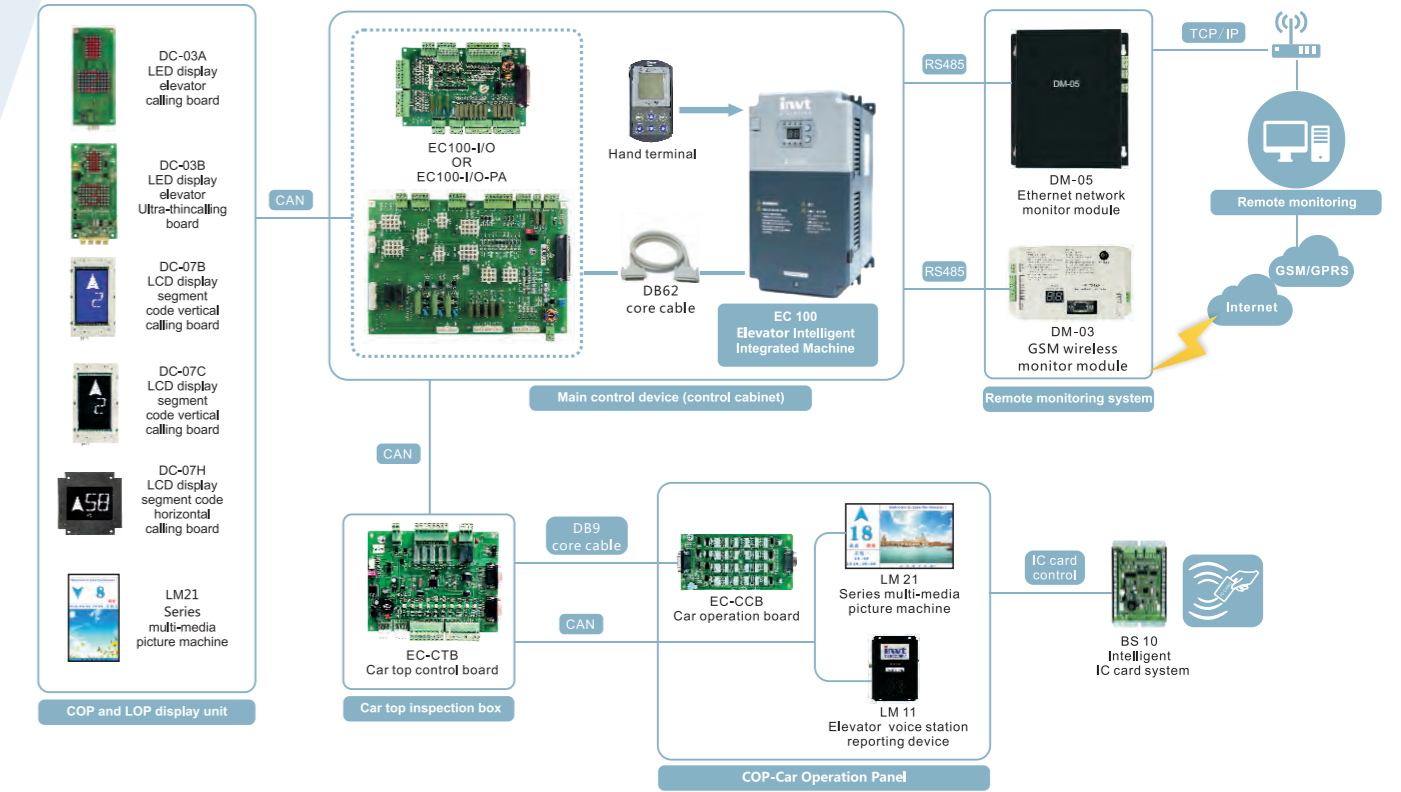 DC-03A
LED display
elevator
calling board
DC-03B
LED display
elevator
Ultra-thincalling
board
DC-07B
LCD display
segment
code vertical
calling board
DC-07C
LCD display
segment
code vertical
calling board
DC-07H
LCD display
segment code
horizontal
calling board
LM21
Series
multi-media
picture machine
COP and LOP display unit
CAN
EC100-I/O
OR
EC100-I/O-PA
Hand terminal
DB62
core cable
invt
EC 100
Elevator Intelligent
Integrated Machine
Main control device (control cabinet)
RS485
RS485
DM-05
DM-05
Ethernet network
monitor module
DM-03
GSM wireless
monitor module
Remote monitoring system
TCP/IP
Remote monitoring
GSM/GPRS
Internet
CAN
EC-CTB
Car top control board
Car top inspection box
DB9
core cable
CAN
EC-CCB
Car operation board
18
LM 21
Series multi-media
picture machine
invt
LM 11
Elevator voice station
reporting device
COP-Car Operation Panel
IC card
control
BS 10
Intelligent
IC card system
2
2
58
8